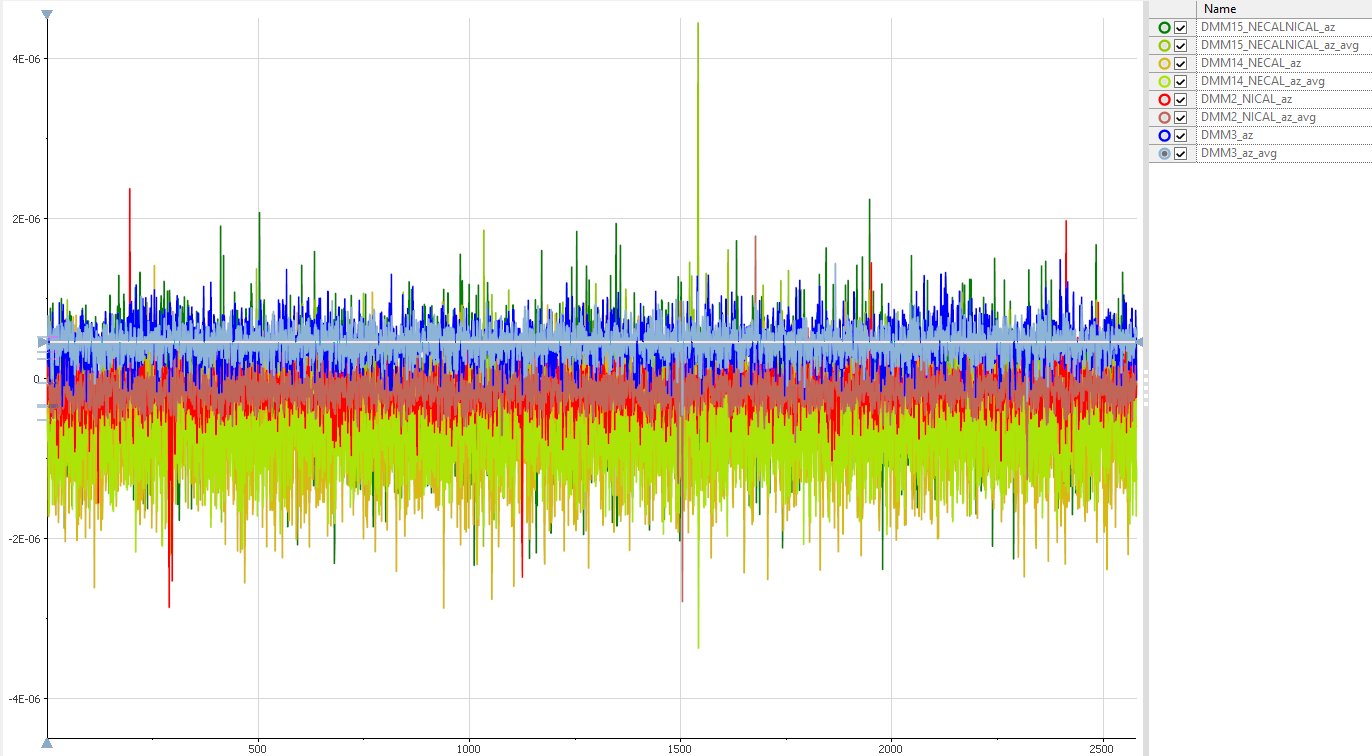 Name
DMM15_NECALNICAL_az
DMM15_NECALNICAL_az_avg
DMM14_NECAL_az
DMM14_NECAL_az_avg
DMM2_NICAL_az
DMM2_NICAL_az_avg
DMM3_az
DMM3_az_avg
4E-06
2E-06
0
-2E-06
-4E-06
500 1000 1500 2000 2500